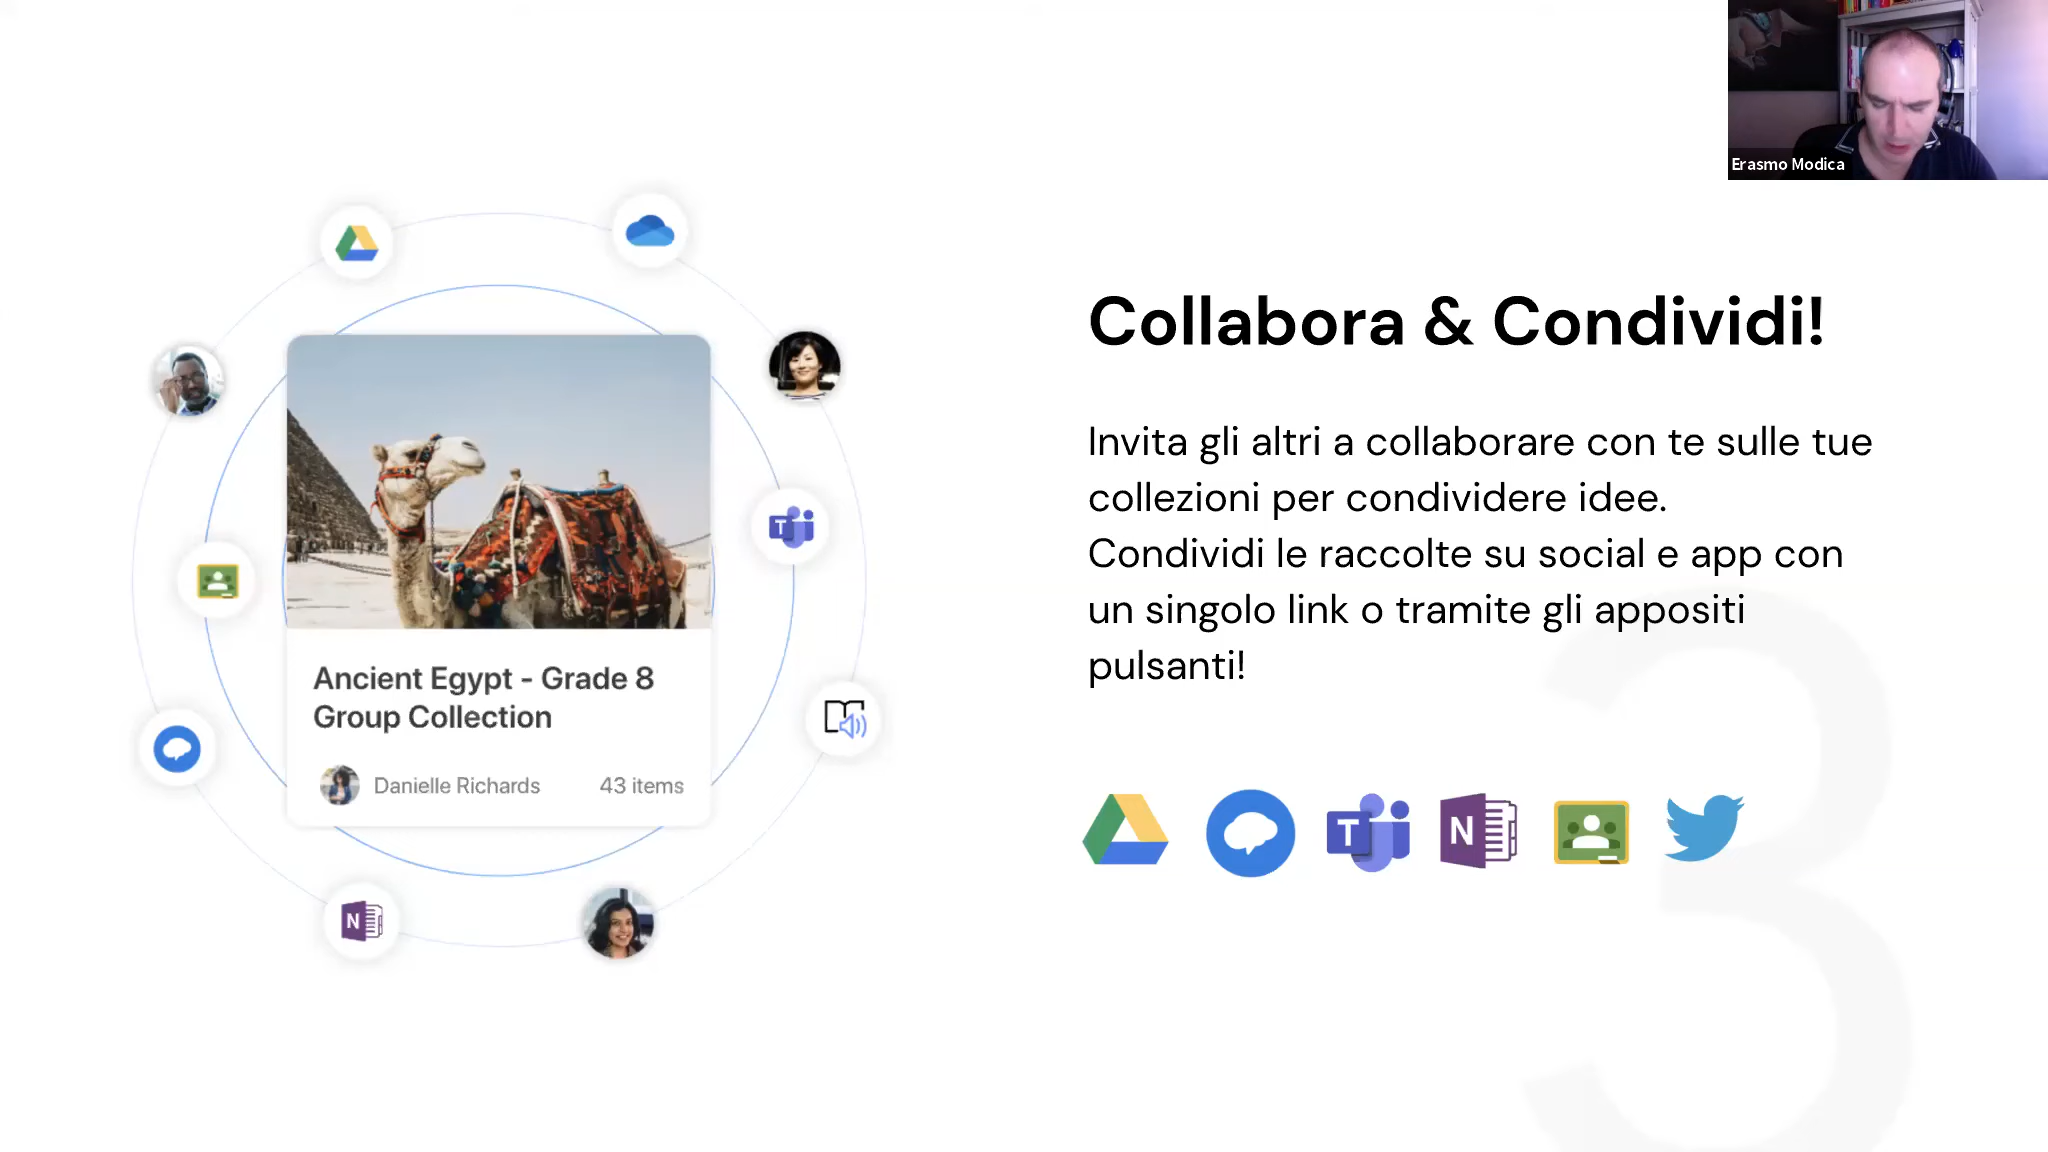 Erasmo Modica
Collabora & Condividi!
Invita gli altri a collaborare con te sulle tue
collezioni per condividere idee.
Condividi le raccolte su social e app con
un singolo link o tramite gli appositi
pulsanti!
3
T
Ancient Egypt - Grade 8
Group Collection
Danielle Richards
43 items
N
T
N